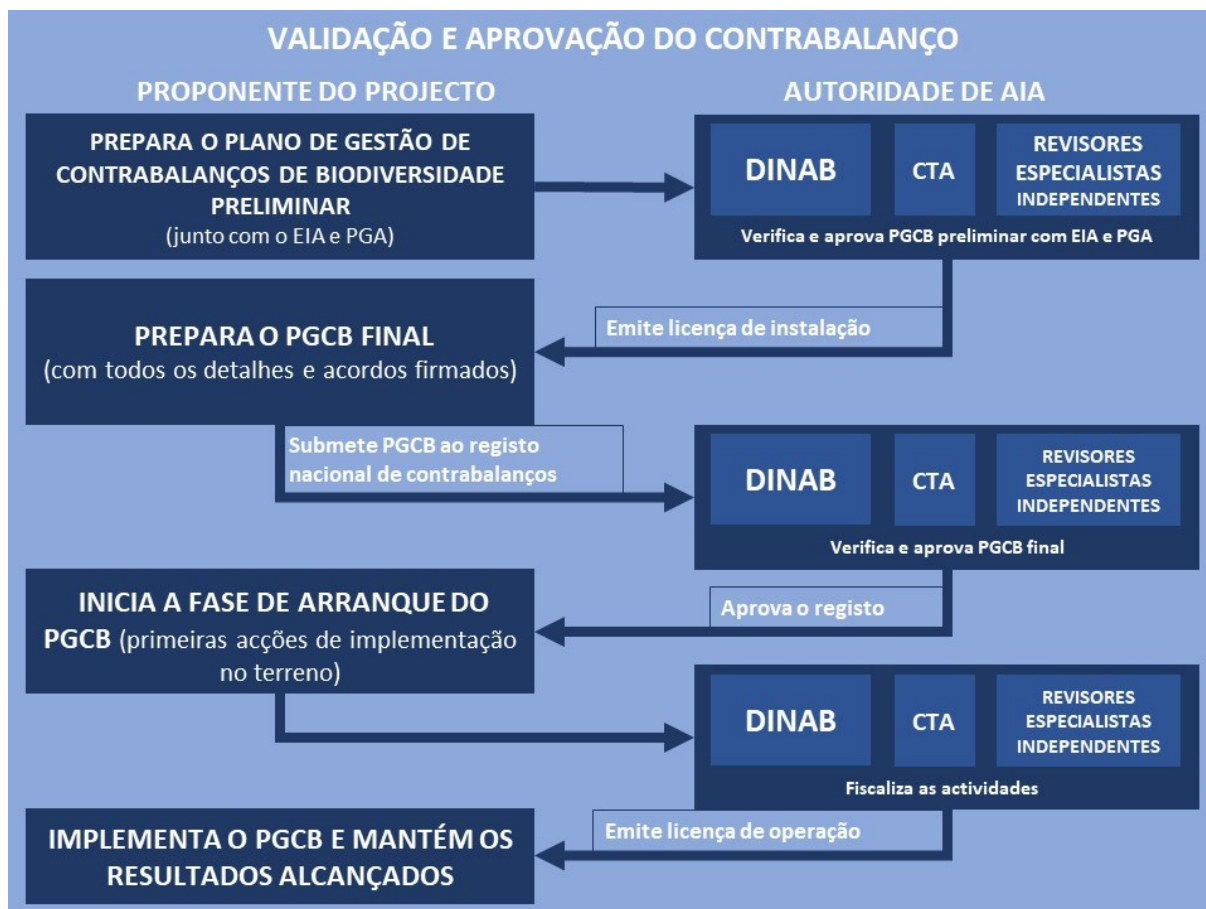 VALIDAÇÃO E APROVAÇÃO DO CONTRABALANÇO
PROPONENTE DO PROJECTO
AUTORIDADE DE AIA
PREPARA O PLANO DE GESTÃO DE
CONTRABALANÇOS DE BIODIVERSIDADE
PRELIMINAR
(junto com o EIA e PGA)
DINAB
CTA
REVISORES
ESPECIALISTAS
INDEPENDENTES
Verifica e aprova PGCB preliminar com EIA e PGA
Emite licença de instalação
PREPARA O PGCB FINAL
(com todos os detalhes e acordos firmados)
Submete PGCB ao registo
nacional de contrabalanços
DINAB
CTA
REVISORES
ESPECIALISTAS
INDEPENDENTES
Verifica e aprova PGCB final
Aprova o registo
INICIA A FASE DE ARRANQUE DO
PGCB (primeiras acções de implementação
no terreno)
DINAB
CTA
REVISORES
ESPECIALISTAS
INDEPENDENTES
Fiscaliza as actividades
Emite licença de operação
IMPLEMENTA O PGCB E MANTÉM OS
RESULTADOS ALCANÇADOS